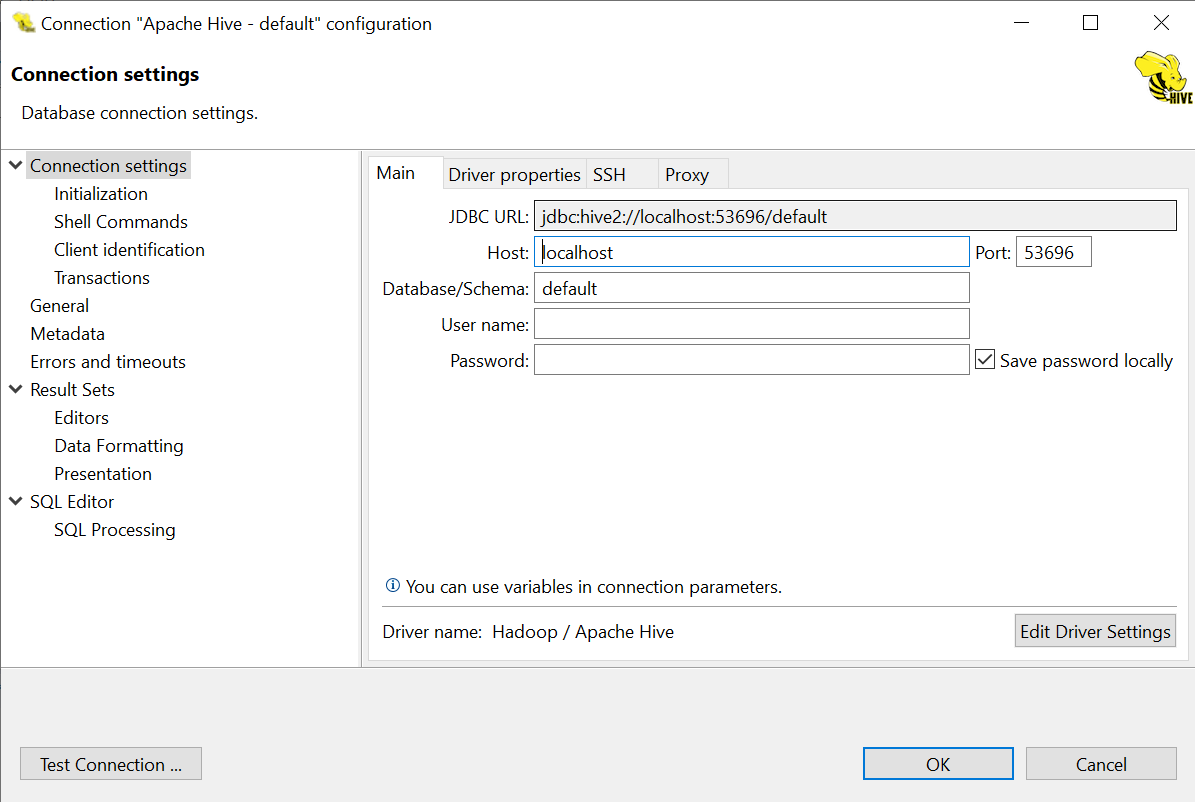 Connection "Apache Hive - default" configuration
Connection settings
Database connection settings.
HIVE
Connection settings
Initialization
Shell Commands
Client identification
Transactions
General
Metadata
Errors and timeouts
Result Sets
Editors
Data Formatting
Presentation
SQL Editor
SQL Processing
Main Driver properties SSH Proxy
JDBC URL: jdbc:hive2://localhost:53696/default
Host: localhost Port: 53696
Database/Schema: default
User name:
Password: Save password locally
You can use variables in connection parameters.
Driver name: Hadoop / Apache Hive Edit Driver Settings
Test Connection ... OK Cancel